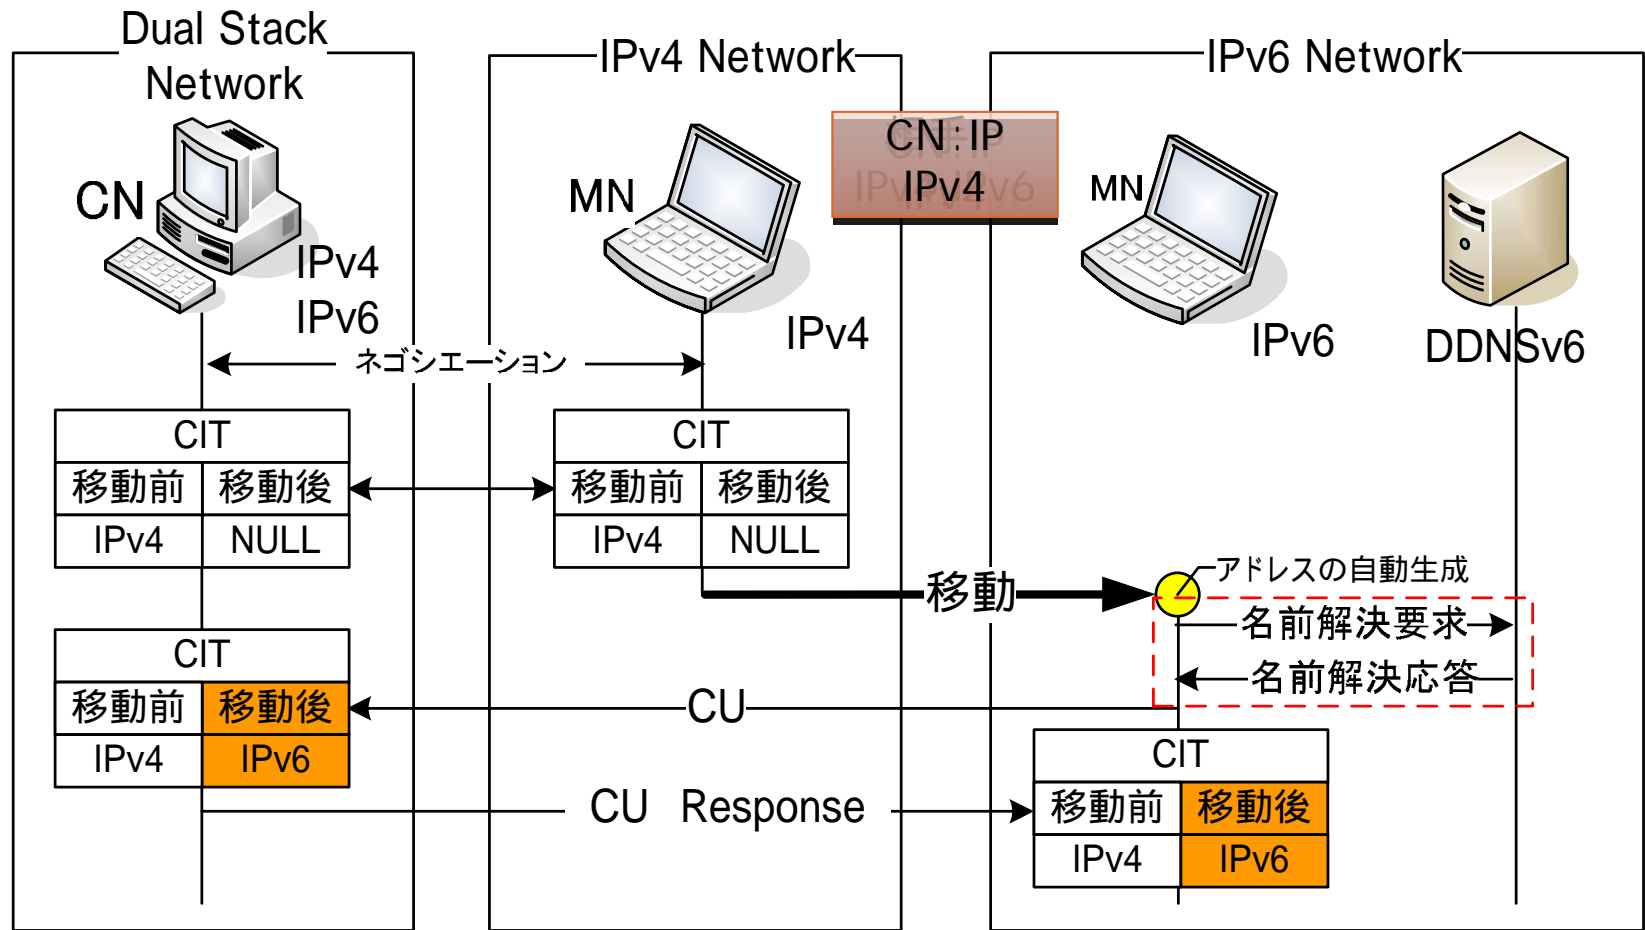 Dual Stack
Network
IPv4 Network
IPv6 Network
CN
IPv4
IPv6
MN
IPv4
CN:IP
IPv4
MN
IPv6
DDNSv6
ネゴシエーション
CIT
移動前 移動後
IPv4 NULL
CIT
移動前 移動後
IPv4 NULL
移動
アドレスの自動生成
名前解決要求
名前解決応答
CIT
移動前 移動後
IPv4 IPv6
CU
CIT
移動前 移動後
IPv4 IPv6
CU Response